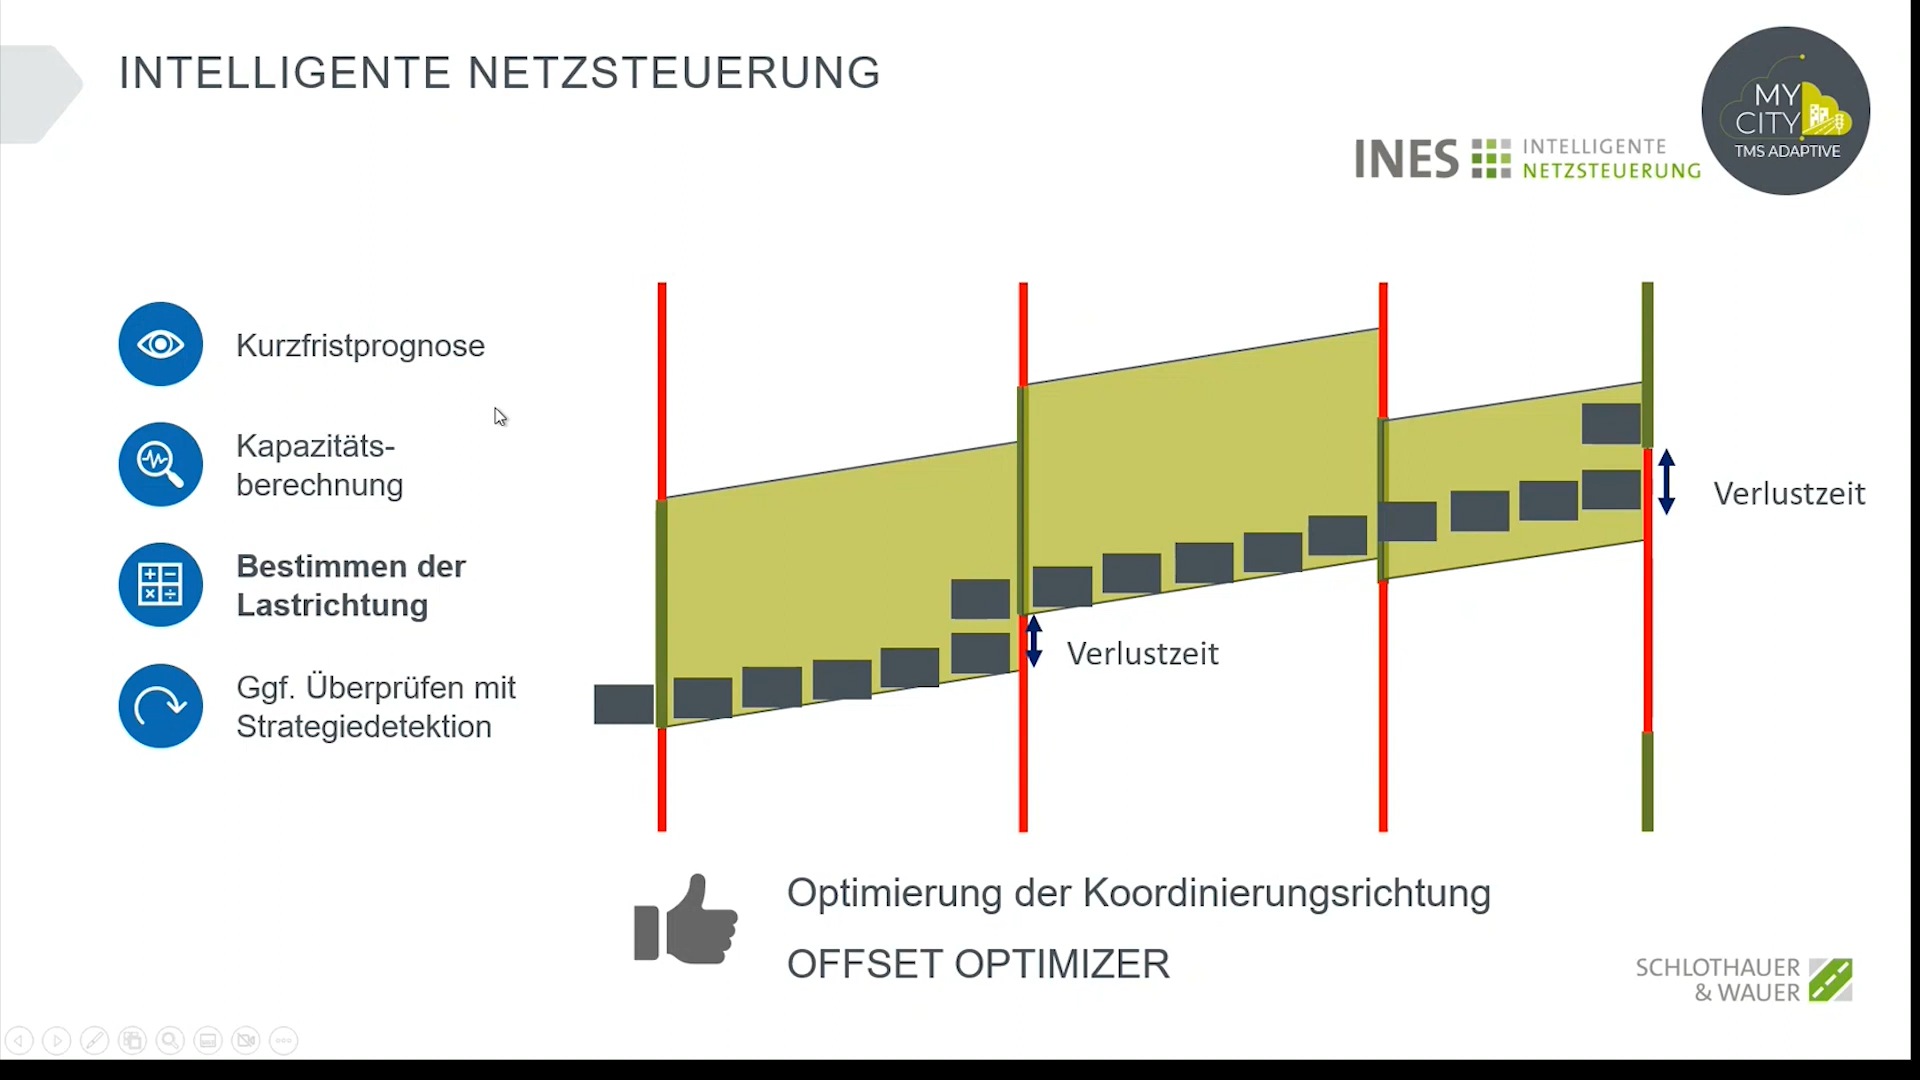 INTELLIGENTE NETZSTEUERUNG
MY
CITY
TMS ADAPTIVE
INES
INTELLIGENTE
NETZSTEUERUNG
Kurzfristprognose
Kapazitäts-
berechnung
Bestimmen der
Lastrichtung
Ggf. Überprüfen mit
Strategiedetektion
Verlustzeit
Verlustzeit
Optimierung der Koordinierungsrichtung
OFFSET OPTIMIZER
SCHLOTHAUER
& WAUER